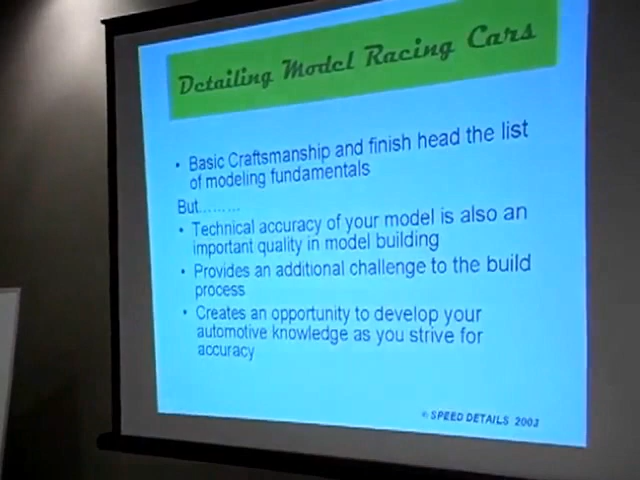 Detailing Model Racing Cars
• Basic Craftsmanship and finish head the list
of modeling fundamentals
But.........
• Technical accuracy of your model is also an
important quality in model building
• Provides an additional challenge to the build
process
• Creates an opportunity to develop your
automotive knowledge as you strive for
accuracy
© SPEED DETAILS 2002